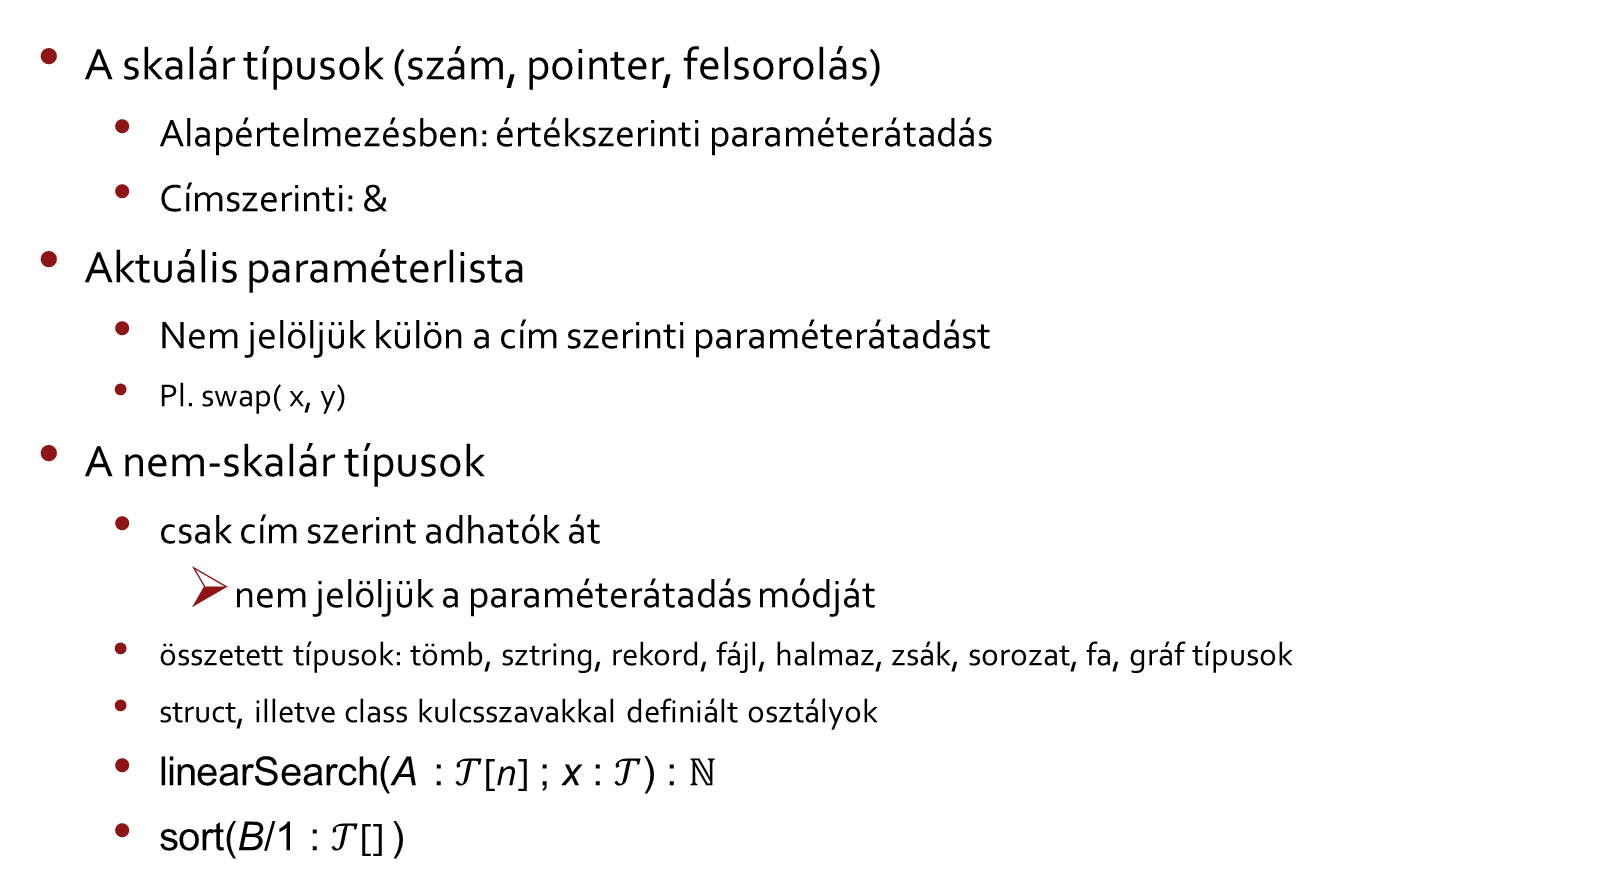 • A skalár típusok (szám, pointer, felsorolás)
• Alapértelmezésben: értékszerinti paraméterátadás
• Címszerinti: &
• Aktuális paraméterlista
• Nem jelöljük külön a cím szerinti paraméterátadást
• Pl. swap( x, y)
• A nem-skalár típusok
• csak cím szerint adhatók át
➢ nem jelöljük a paraméterátadás módját
• összetett típusok: tömb, sztring, rekord, fájl, halmaz, zsák, sorozat, fa, gráf típusok
• struct, illetve class kulcsszavakkal definiált osztályok
• linearSearch(A : 𝒯[n] ; x : 𝒯) : ℕ
• sort(B/1 : 𝒯[] )